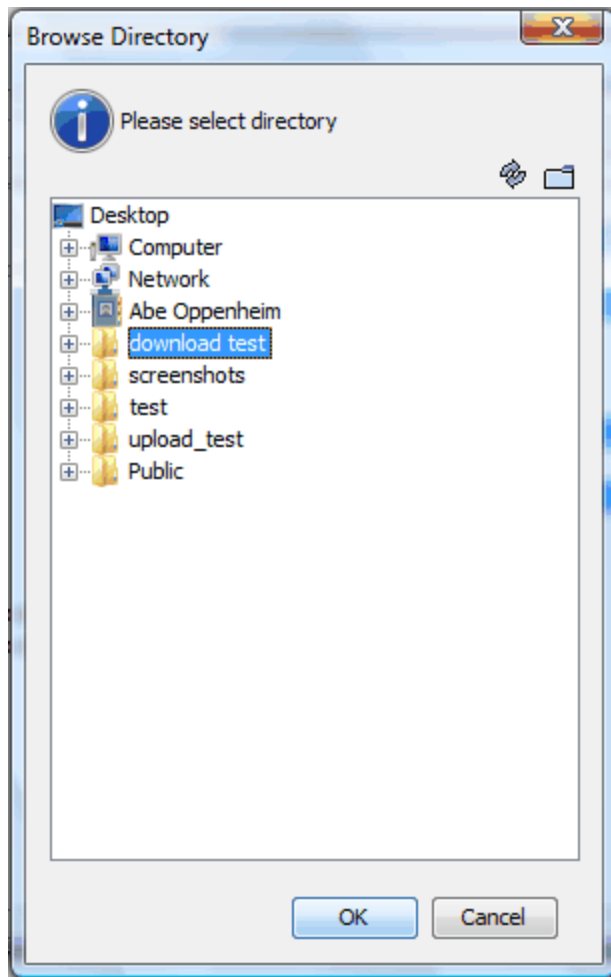 Browse Directory
Please select directory
Desktop
Computer
Network
Abe Oppenheim
download test
screenshots
test
upload_test
Public
OK
Cancel